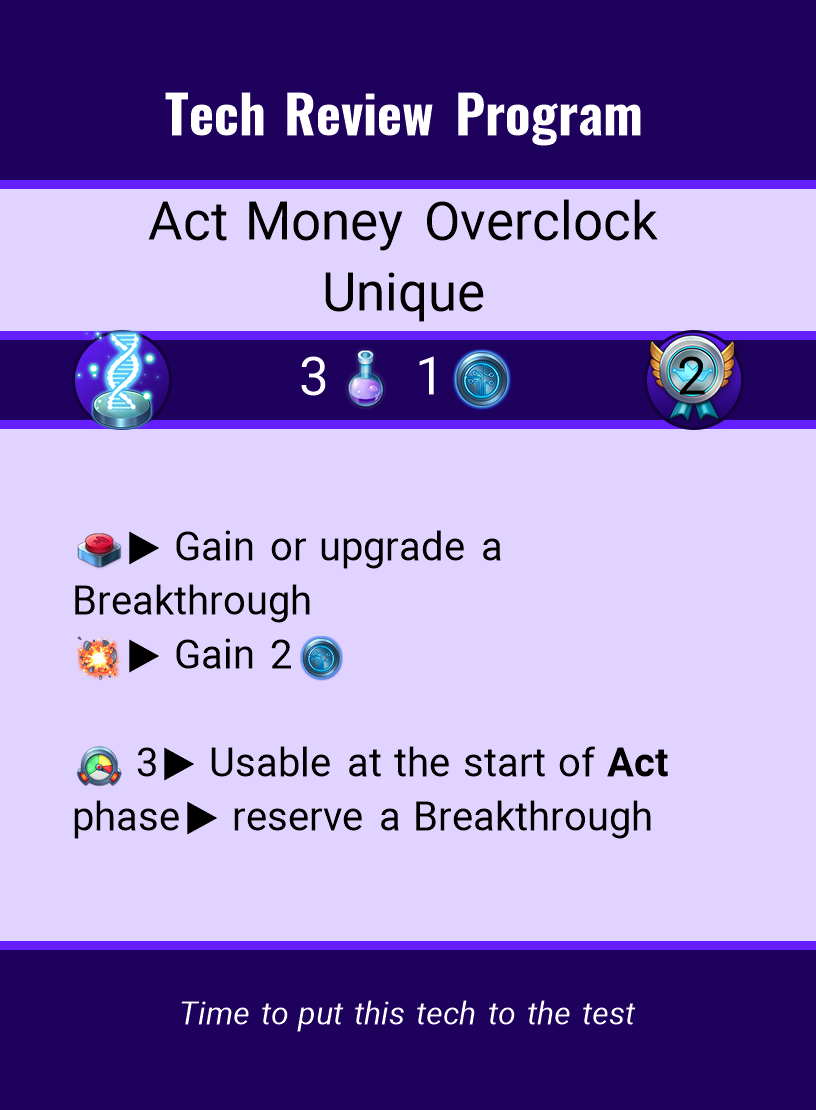 Tech Review Program
Act Money Overclock
Unique
3 1 2
▶ Gain or upgrade a
Breakthrough
▶ Gain 2
3▶ Usable at the start of Act
phase▶ reserve a Breakthrough
Time to put this tech to the test